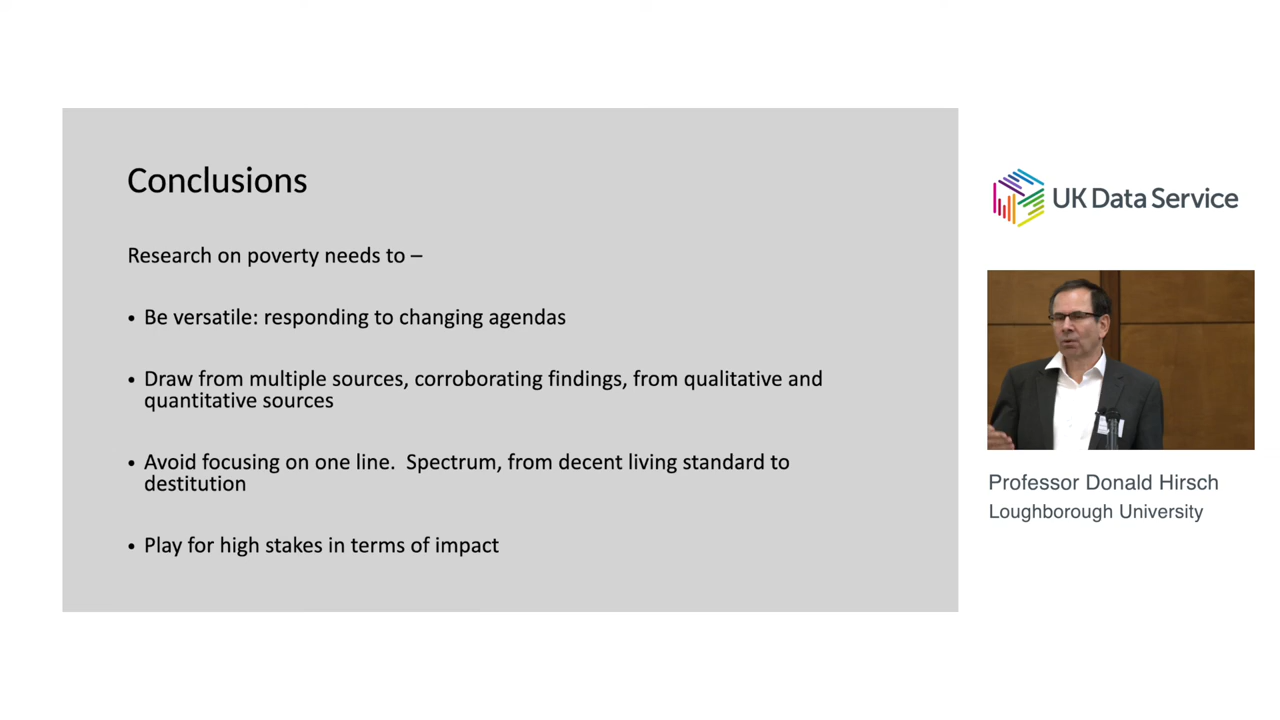 Conclusions
Research on poverty needs to –
• Be versatile: responding to changing agendas
• Draw from multiple sources, corroborating findings, from qualitative and
quantitative sources
• Avoid focusing on one line.  Spectrum, from decent living standard to
destitution
• Play for high stakes in terms of impact
UK Data Service
Professor Donald Hirsch
Loughborough University